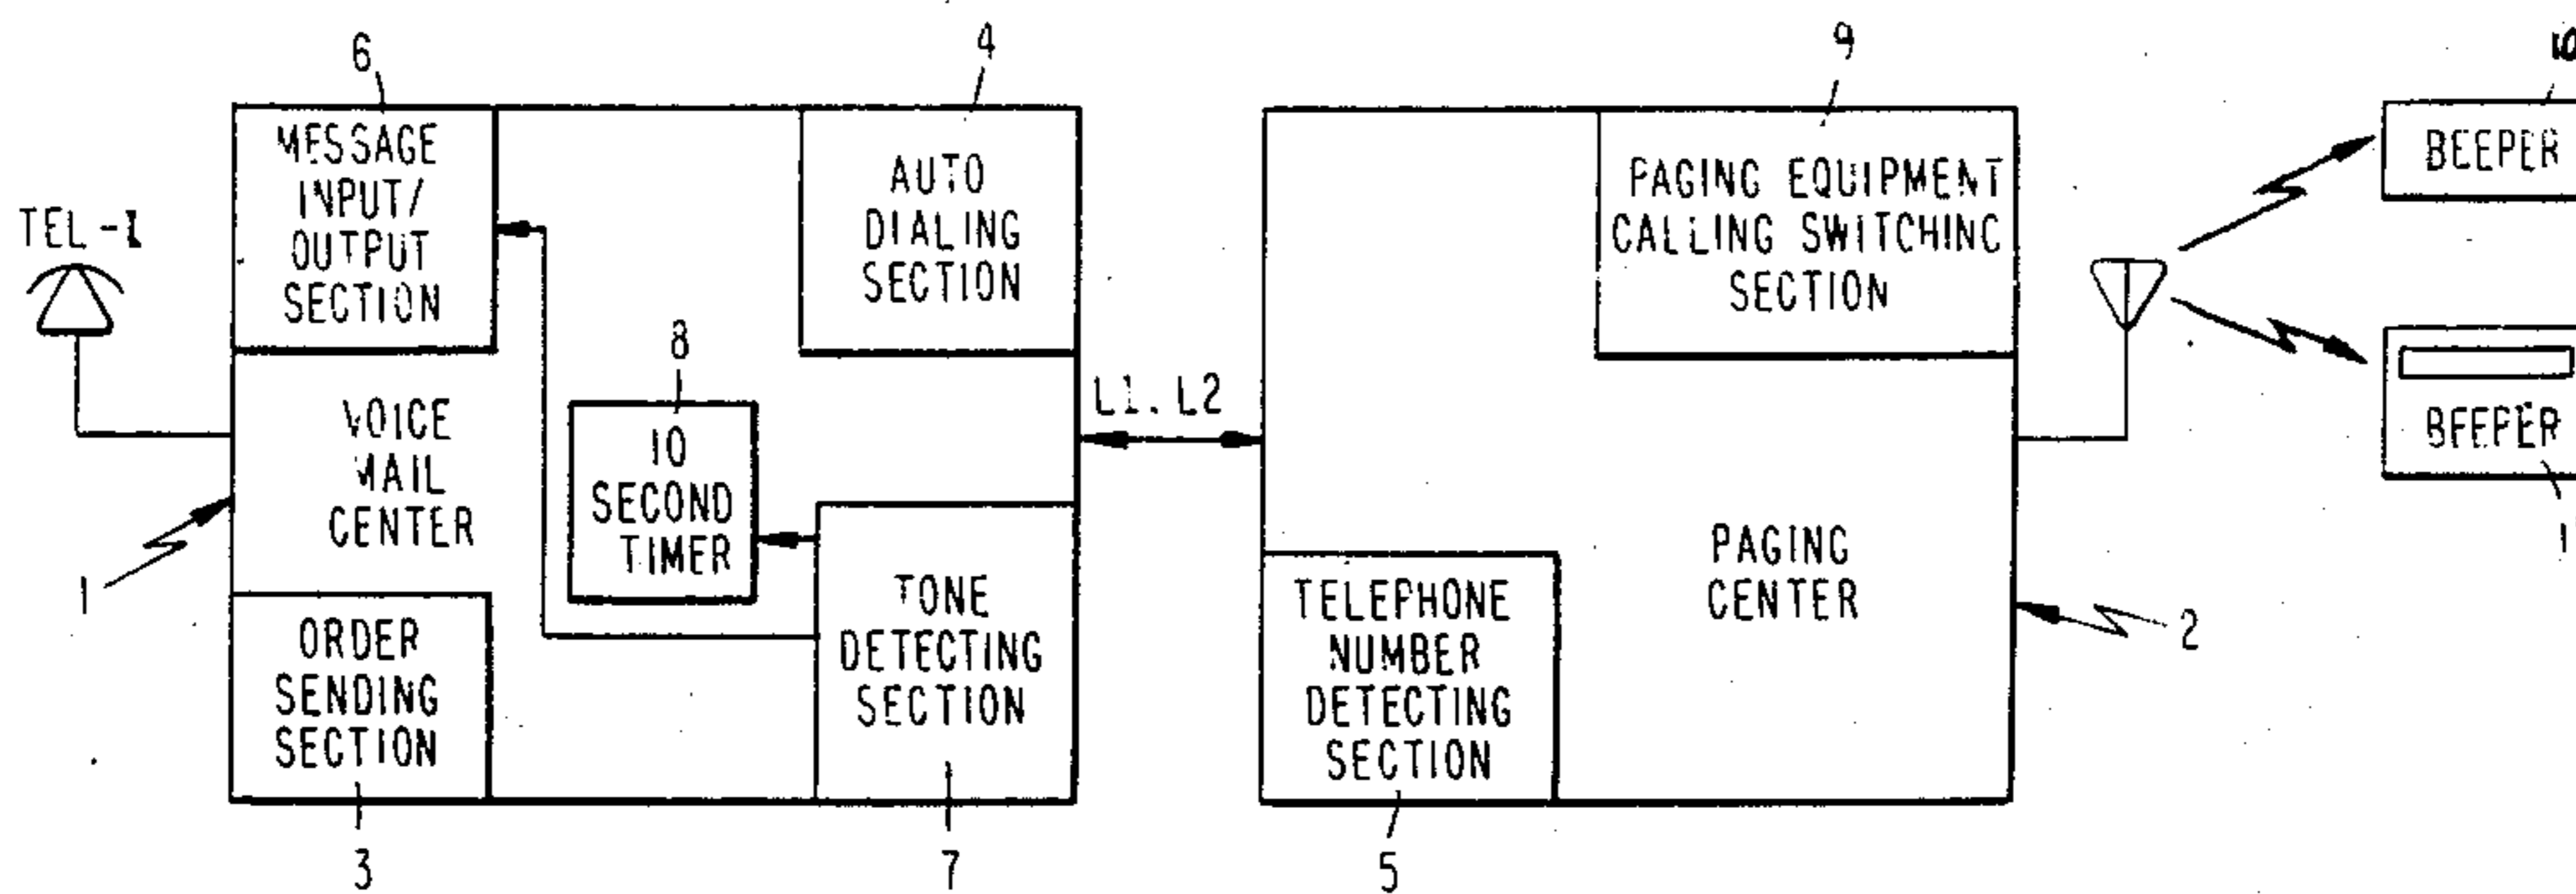 6
4
9
MESSAGE
INPUT/
OUTPUT
SECTION
AUTO
DIALING
SECTION
PAGING EQUIPMENT
CALLING SWITCHING
SECTION
BEEPER
TEL-1
8
10
SECOND
TIMER
L1, L2
VOICE
MAIL
CENTER
BEEPER
1
TONE
DETECTING
SECTION
PAGING
CENTER
2
ORDER
SENDING
SECTION
TELEPHONE
NUMBER
DETECTING
SECTION
3
7
5